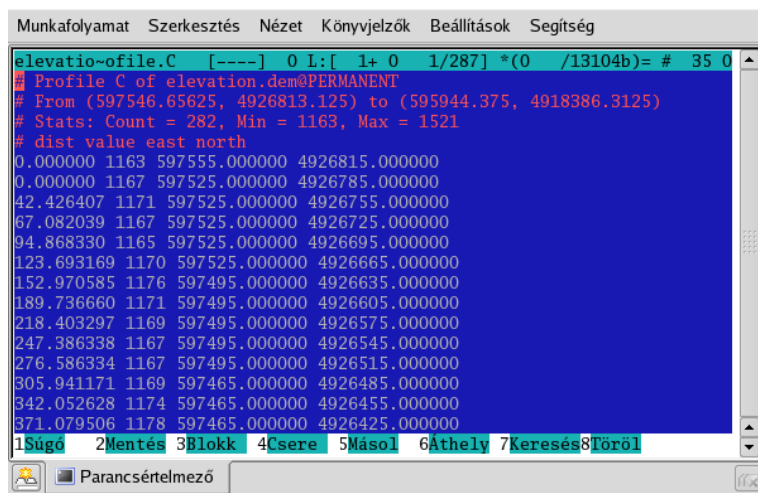 Munkafolyamat Szerkesztés Nézet Könyvjelzők Beállítások Segítség
elevatio~ofile.C [----] 0 L:[ 1+ 0 1/287] *(0 /13104b)= # 35 0
# Profile C of elevation.dem@PERMANENT
# From (597546.65625, 4926813.125) to (595944.375, 4918386.3125)
# Stats: Count = 282, Min = 1163, Max = 1521
# dist value east north
0.000000 1163 597555.000000 4926815.000000
0.000000 1167 597525.000000 4926785.000000
42.426407 1171 597525.000000 4926755.000000
67.082039 1167 597525.000000 4926725.000000
94.868330 1165 597525.000000 4926695.000000
123.693169 1170 597525.000000 4926665.000000
152.970585 1176 597495.000000 4926635.000000
189.736660 1171 597495.000000 4926605.000000
218.403297 1169 597495.000000 4926575.000000
247.386338 1167 597495.000000 4926545.000000
276.586334 1167 597495.000000 4926515.000000
305.941171 1169 597465.000000 4926485.000000
342.052628 1174 597465.000000 4926455.000000
371.079506 1178 597465.000000 4926425.000000
1Súgó 2Mentés 3Blokk 4Csere 5Másol 6Áthely 7Keresés8Töröl
Parancsértelmező